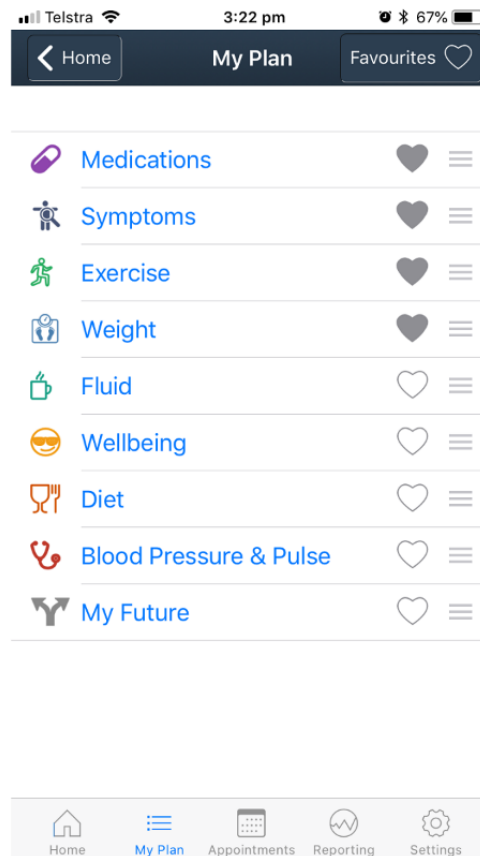 Telstra 3:22 pm 67%
Home My Plan Favourites
Medications
Symptoms
Exercise
Weight
Fluid
Wellbeing
Diet
Blood Pressure & Pulse
My Future
Home My Plan Appointments Reporting Settings